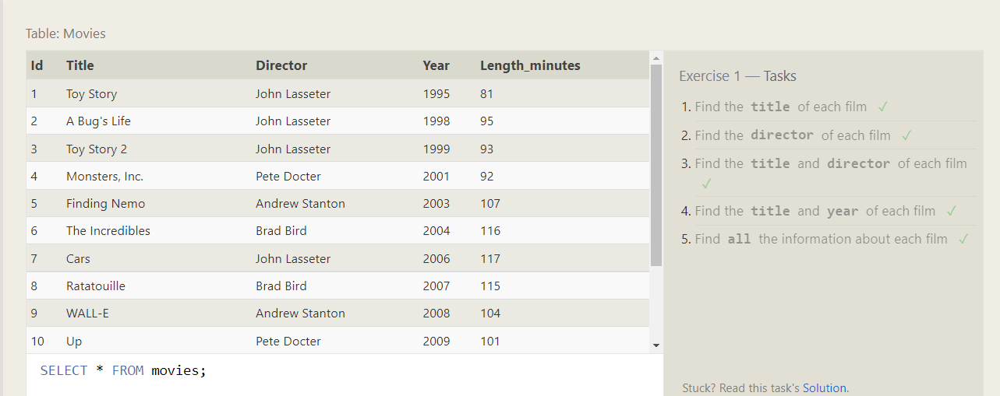 Table: Movies
Id Title Director Year Length_minutes
1 Toy Story John Lasseter 1995 81
2 A Bug's Life John Lasseter 1998 95
3 Toy Story 2 John Lasseter 1999 93
4 Monsters, Inc. Pete Docter 2001 92
5 Finding Nemo Andrew Stanton 2003 107
6 The Incredibles Brad Bird 2004 116
7 Cars John Lasseter 2006 117
8 Ratatouille Brad Bird 2007 115
9 WALL-E Andrew Stanton 2008 104
10 Up Pete Docter 2009 101
SELECT * FROM movies;
Exercise 1 — Tasks
1. Find the title of each film ✓
2. Find the director of each film ✓
3. Find the title and director of each film
✓
4. Find the title and year of each film ✓
5. Find all the information about each film ✓
Stuck? Read this task's Solution.